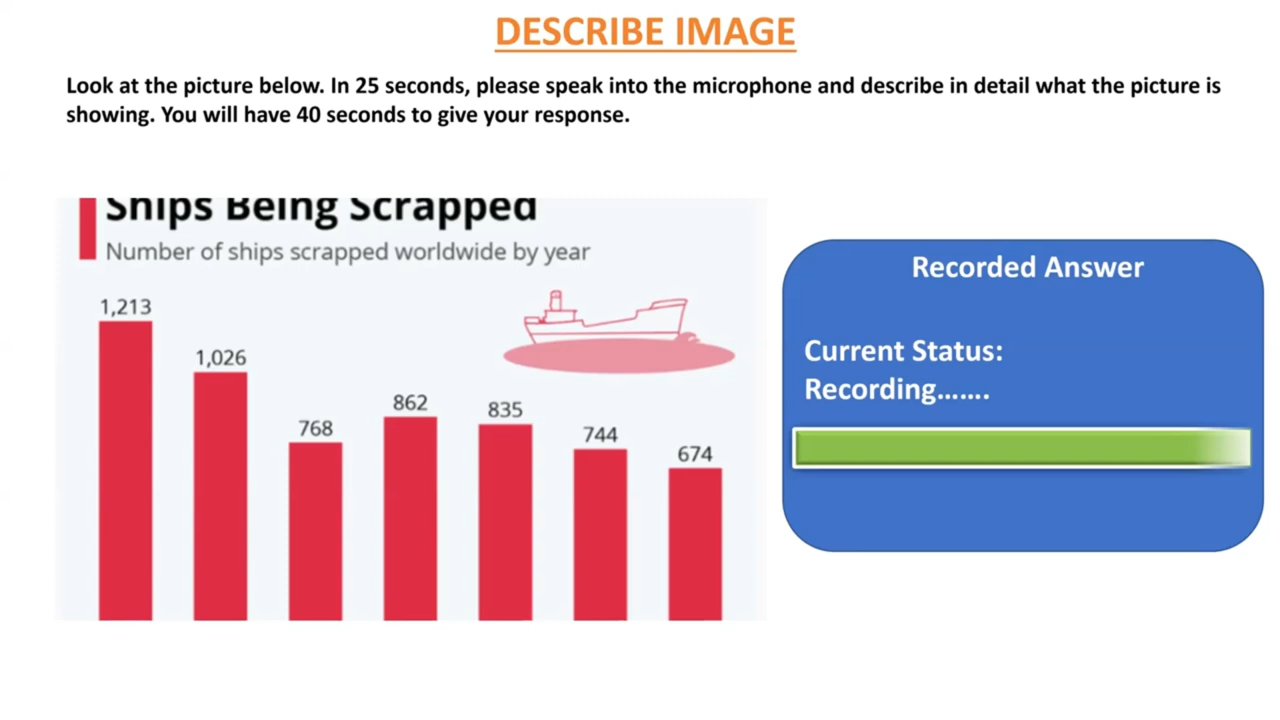 DESCRIBE IMAGE
Look at the picture below. In 25 seconds, please speak into the microphone and describe in detail what the picture is
showing. You will have 40 seconds to give your response.
Ships Being Scrapped
Number of ships scrapped worldwide by year
1,213
1,026
768
862
835
744
674
Recorded Answer
Current Status:
Recording…….